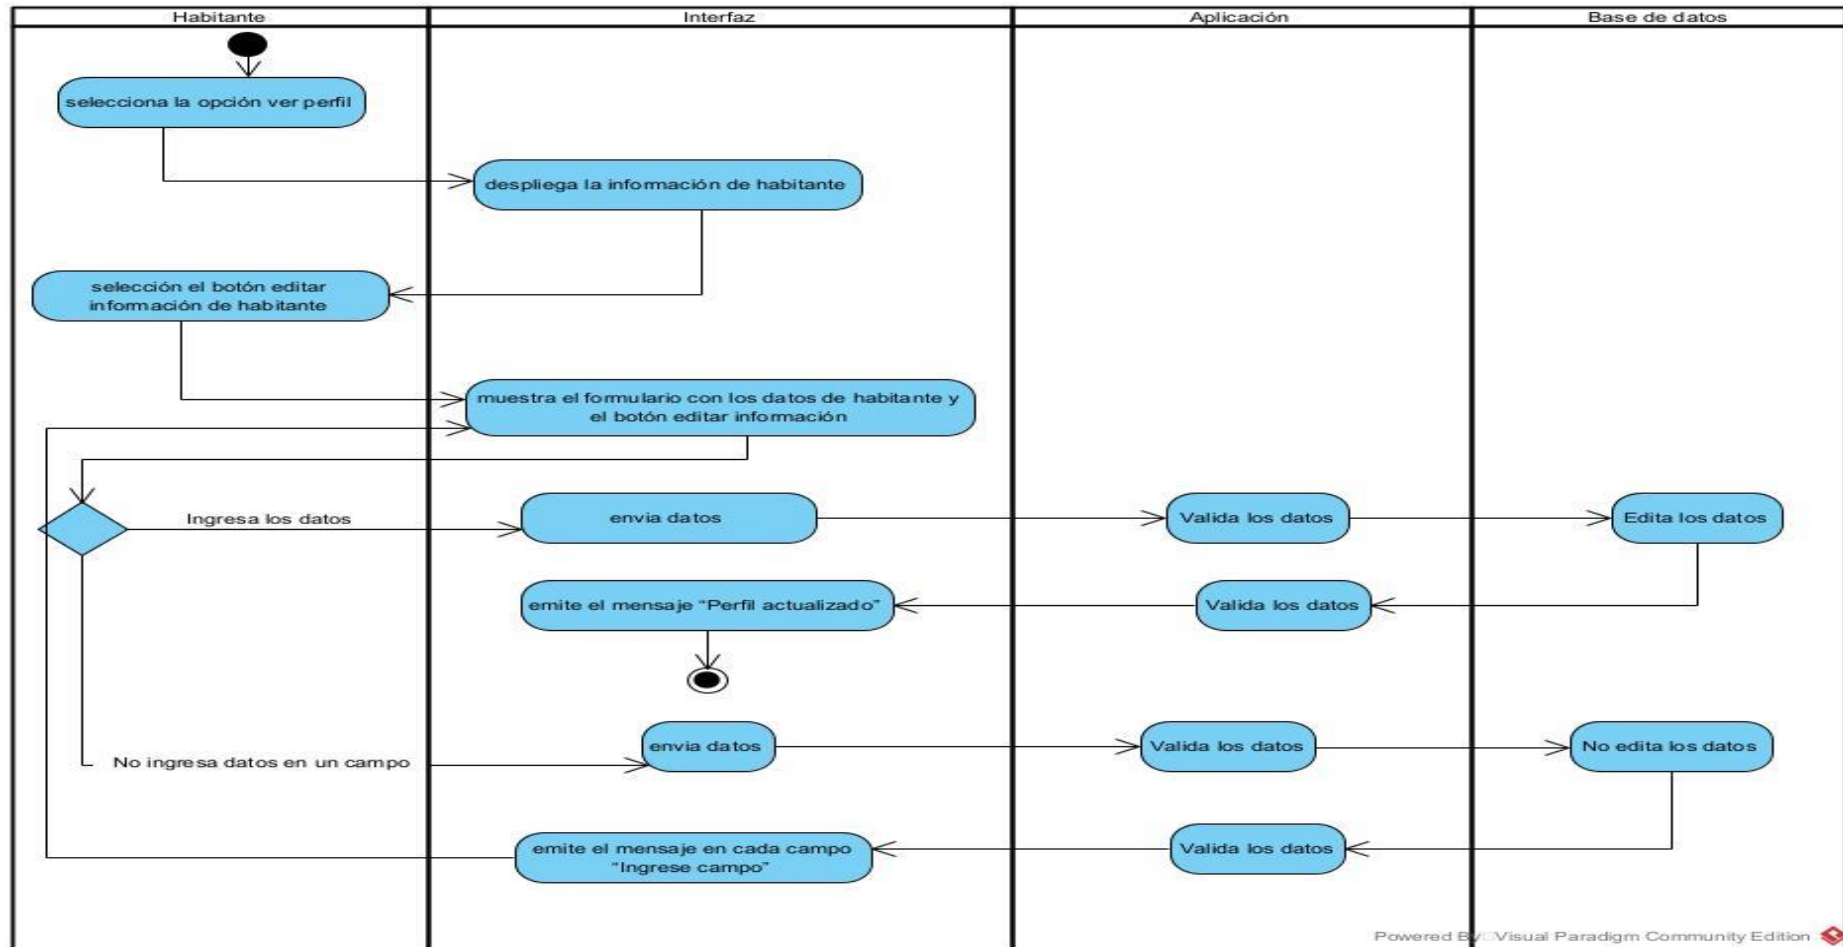 Habitante
Interfaz
Aplicación
Base de datos
selecciona la opción ver perfil
despliega la información de habitante
selección el botón editar
información de habitante
muestra el formulario con los datos de habitante y
el botón editar información
Ingresa los datos
envia datos
Valida los datos
Edita los datos
emite el mensaje “Perfil actualizado”
Valida los datos
No ingresa datos en un campo
envia datos
Valida los datos
No edita los datos
emite el mensaje en cada campo
“Ingrese campo”
Valida los datos
Powered By Visual Paradigm Community Edition